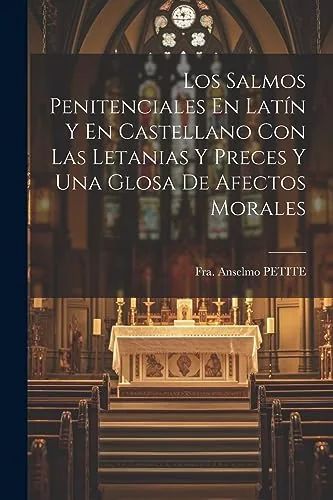 Los Salmos
Penitenciales En Latín
Y En Castellano Con
Las Letanias Y Preces Y
Una Glosa De Afectos
Morales
Fra. Anselmo PETITE